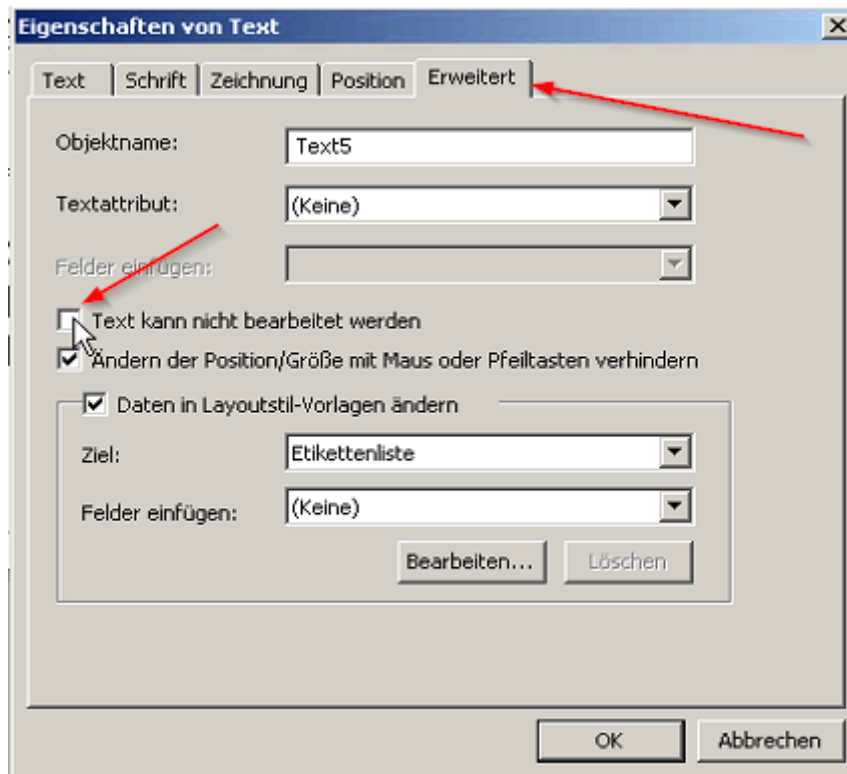 Eigenschaften von Text
Text Schrift Zeichnung Position Erweitert
Objektname: Text5
Textattribut: (Keine)
Felder einfügen:
Text kann nicht bearbeitet werden
Ändern der Position/Größe mit Maus oder Pfeiltasten verhindern
Daten in Layoutstil-Vorlagen ändern
Ziel: Etikettenliste
Felder einfügen: (Keine)
Bearbeiten... Löschen
OK Abbrechen